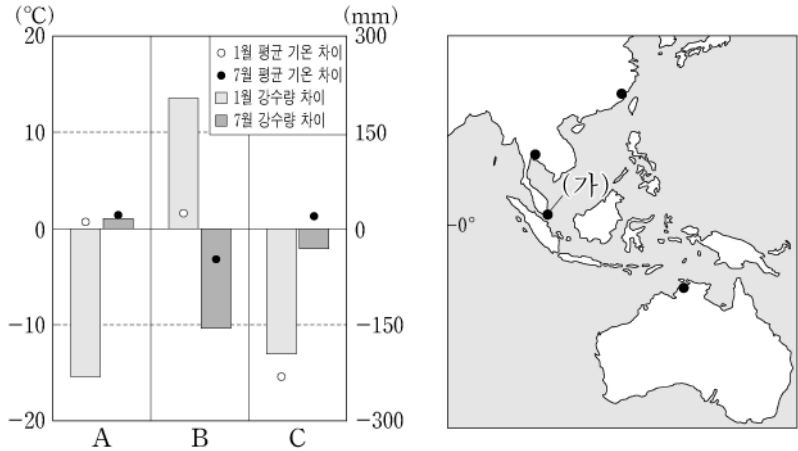 (℃)
(mm)
20
10
0
-10
-20
300
150
0
-150
-300
○ 1월 평균 기온 차이
● 7월 평균 기온 차이
1월 강수량 차이
7월 강수량 차이
A B C
(가)
0°